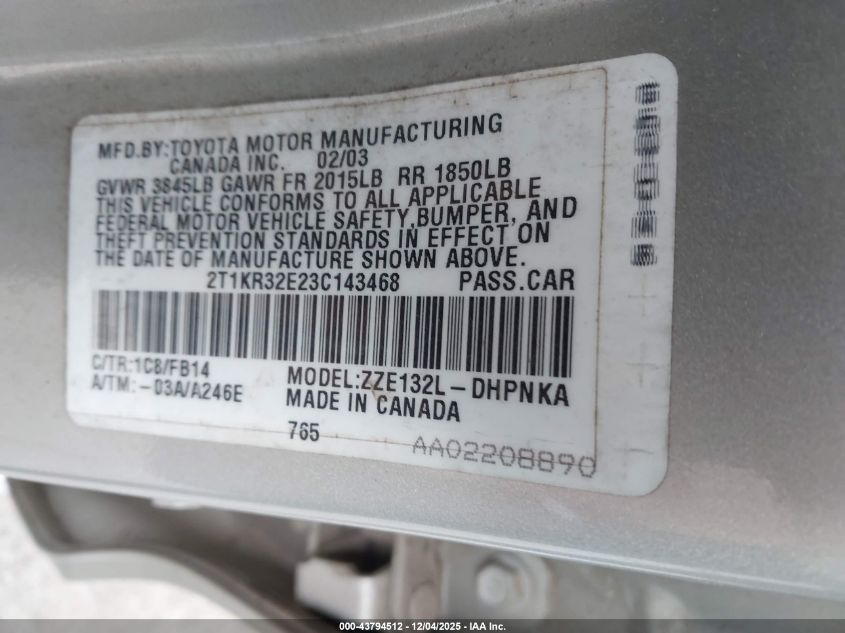 MFD.BY:TOYOTA MOTOR MANUFACTURING
CANADA INC. 02/03
GVWR 3845LB GAWR FR 2015LB RR 1850LB
THIS VEHICLE CONFORMS TO ALL APPLICABLE
FEDERAL MOTOR VEHICLE SAFETY,BUMPER, AND
THEFT PREVENTION STANDARDS IN EFFECT ON
THE DATE OF MANUFACTURE SHOWN ABOVE.
2T1KR32E23C143468 PASS.CAR
C/TR:1C8/FB14
A/TM:-03A/A246E
MODEL:ZZE132L-DHPNKA
MADE IN CANADA
765
AA02208890
000-43794512 - 12/04/2025 - IAA Inc.